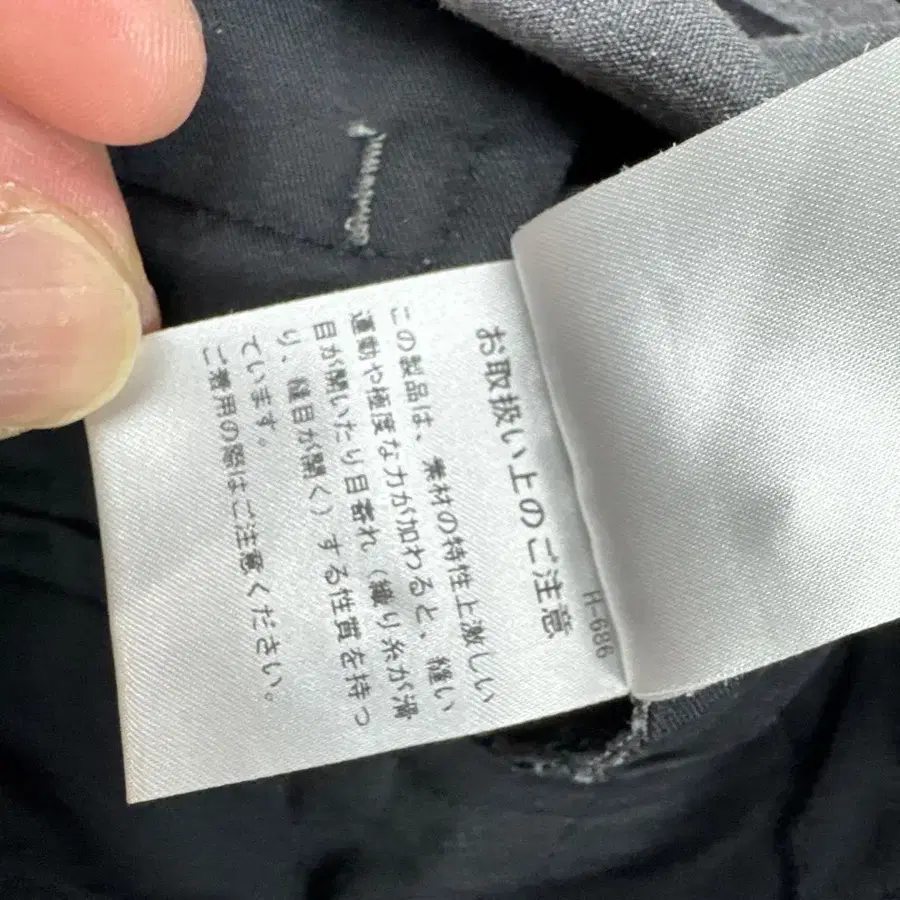 お取扱い上のご注意
この製品は、素材の特性上激しい
運動や極度な力が加わると、縫い
目が開いたり目寄れ（織り糸が滑
り、縫目が開く）する性質を持っ
ています。
ご着用の際はご注意ください。
H-686